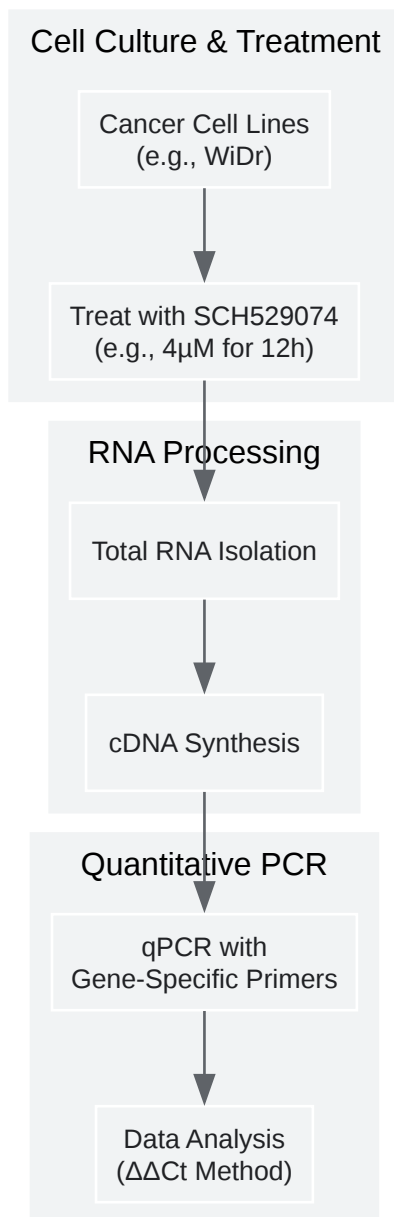 Cell Culture & Treatment
Cancer Cell Lines
(e.g., WiDr)
Treat with SCH529074
(e.g., 4µM for 12h)
RNA Processing
Total RNA Isolation
cDNA Synthesis
Quantitative PCR
qPCR with
Gene-Specific Primers
Data Analysis
(ΔΔCt Method)